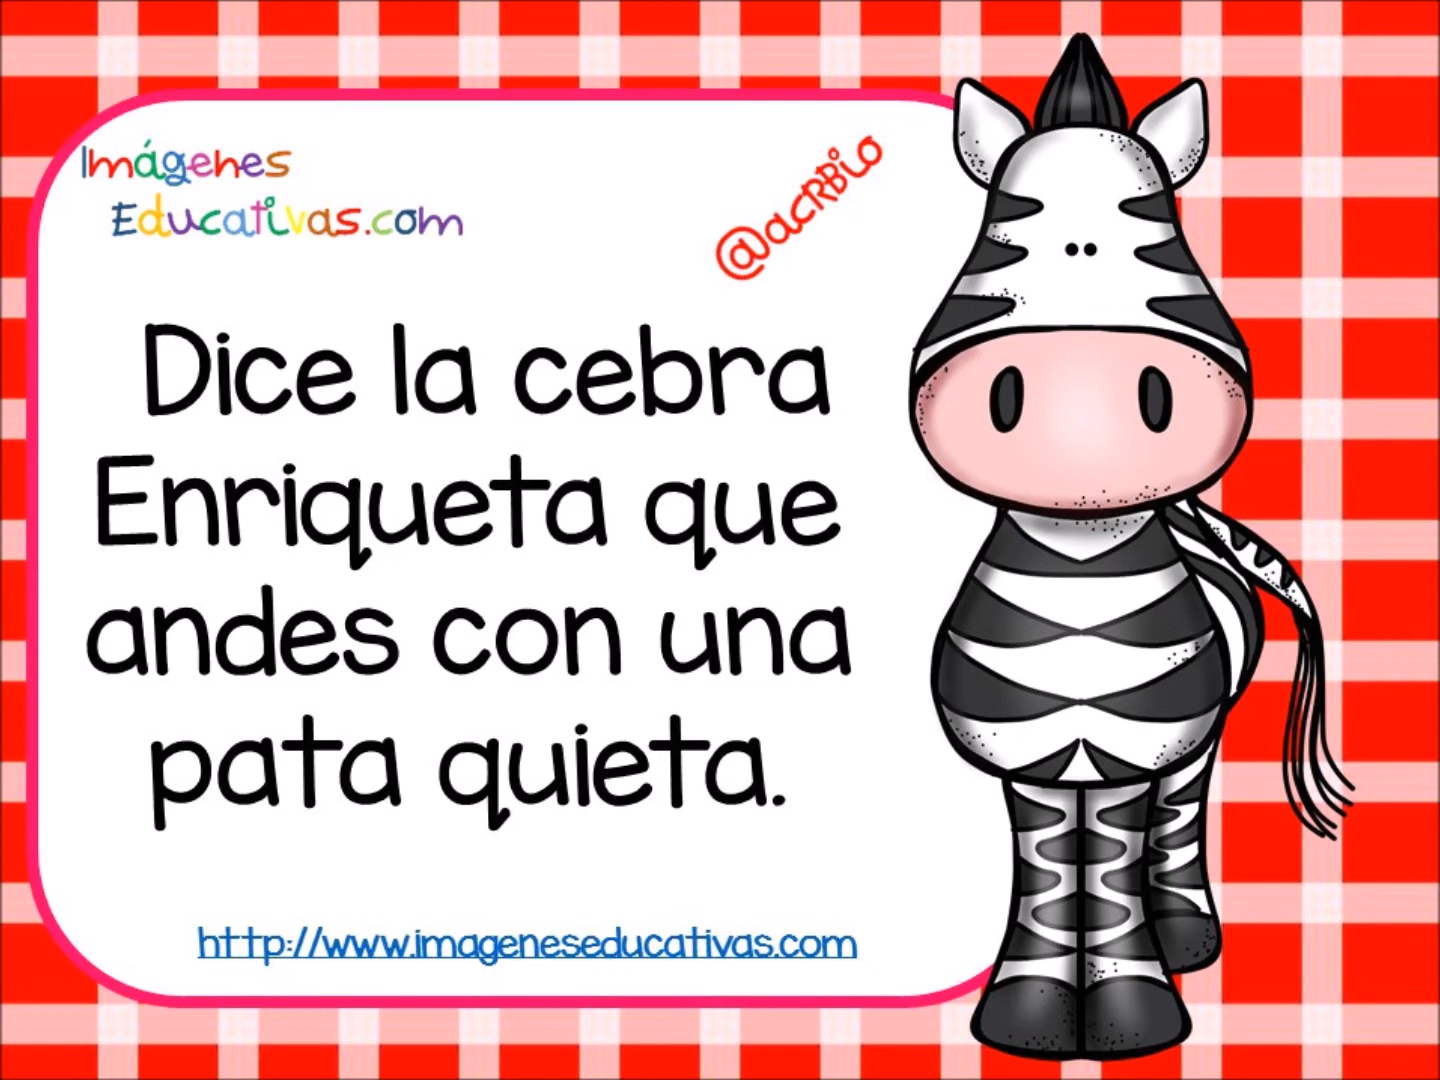 Imágenes
Educativas.com
@acrbio
Dice la cebra
Enriqueta que
andes con una
pata quieta.
http://www.imageneseducativas.com